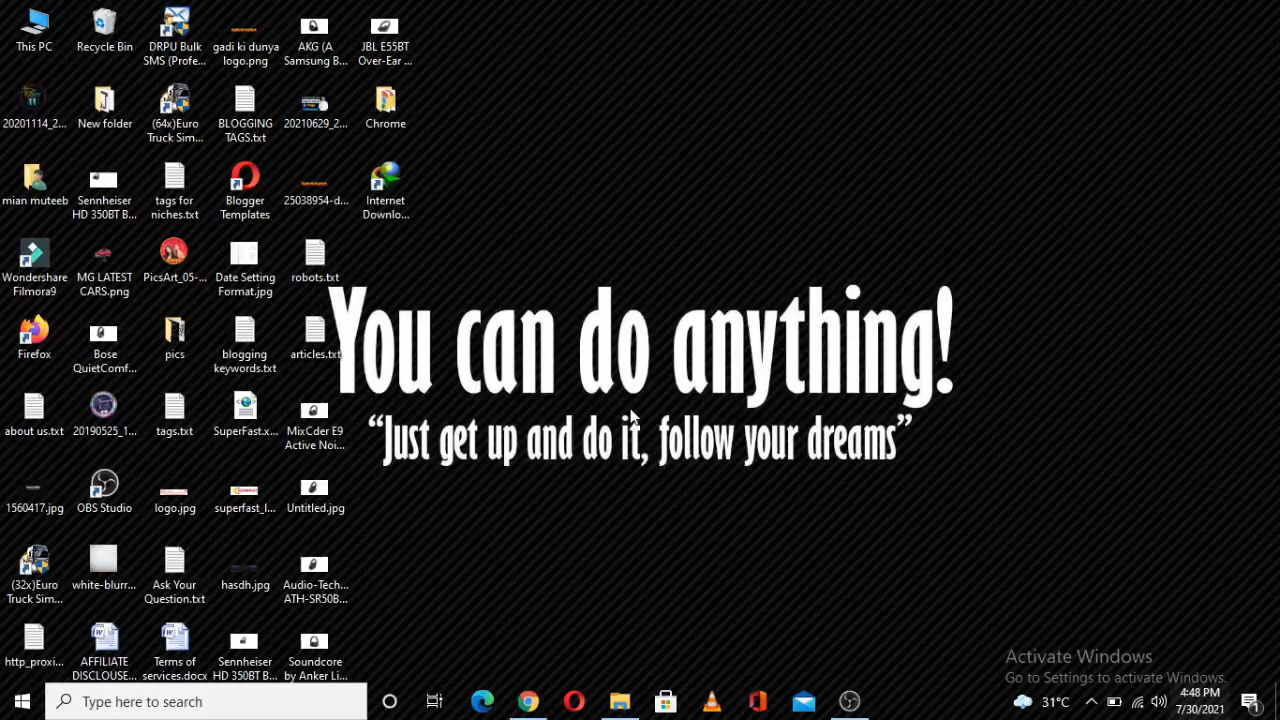 This PC
Recycle Bin
DRPU Bulk
SMS (Profe...
gadi ki dunya
logo.png
AKG (A
Samsung B...
JBL E55BT
Over-Ear ...
20201114_2...
New folder
(64x)Euro
Truck Sim...
BLOGGING
TAGS.txt
20210629_2...
Chrome
mian muteeb
Sennheiser
HD 350BT B...
tags for
niches.txt
Blogger
Templates
25038954-d...
Internet
Downlo...
Wondershare
Filmora9
MG LATEST
CARS.png
PicsArt_05-...
Date Setting
Format.jpg
robots.txt
Firefox
Bose
QuietComf...
pics
blogging
keywords.txt
articles.txt
about us.txt
20190525_1...
tags.txt
SuperFast.x...
MixCder E9
Active Noi...
1560417.jpg
OBS Studio
logo.jpg
superfast_l...
Untitled.jpg
(32x)Euro
Truck Sim...
white-blurr...
Ask Your
Question.txt
hasdh.jpg
Audio-Tech...
ATH-SR50B...
http_proxi...
AFFILIATE
DISCLOUSE...
Terms of
services.docx
Sennheiser
HD 350BT B...
Soundcore
by Anker Li...
You can do anything!
“Just get up and do it, follow your dreams”
Activate Windows
Go to Settings to activate Windows.
Type here to search
31°C
4:48 PM
7/30/2021
1